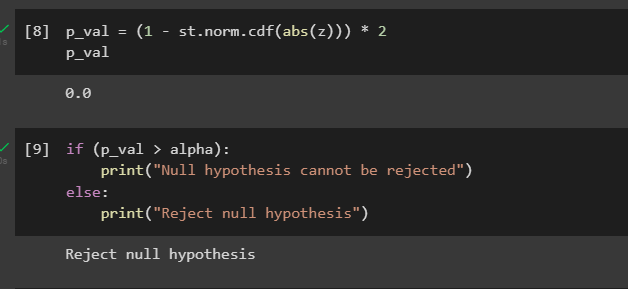 [8] p_val = (1 - st.norm.cdf(abs(z))) * 2
p_val
0.0
[9] if (p_val > alpha):
print("Null hypothesis cannot be rejected")
else:
print("Reject null hypothesis")
Reject null hypothesis